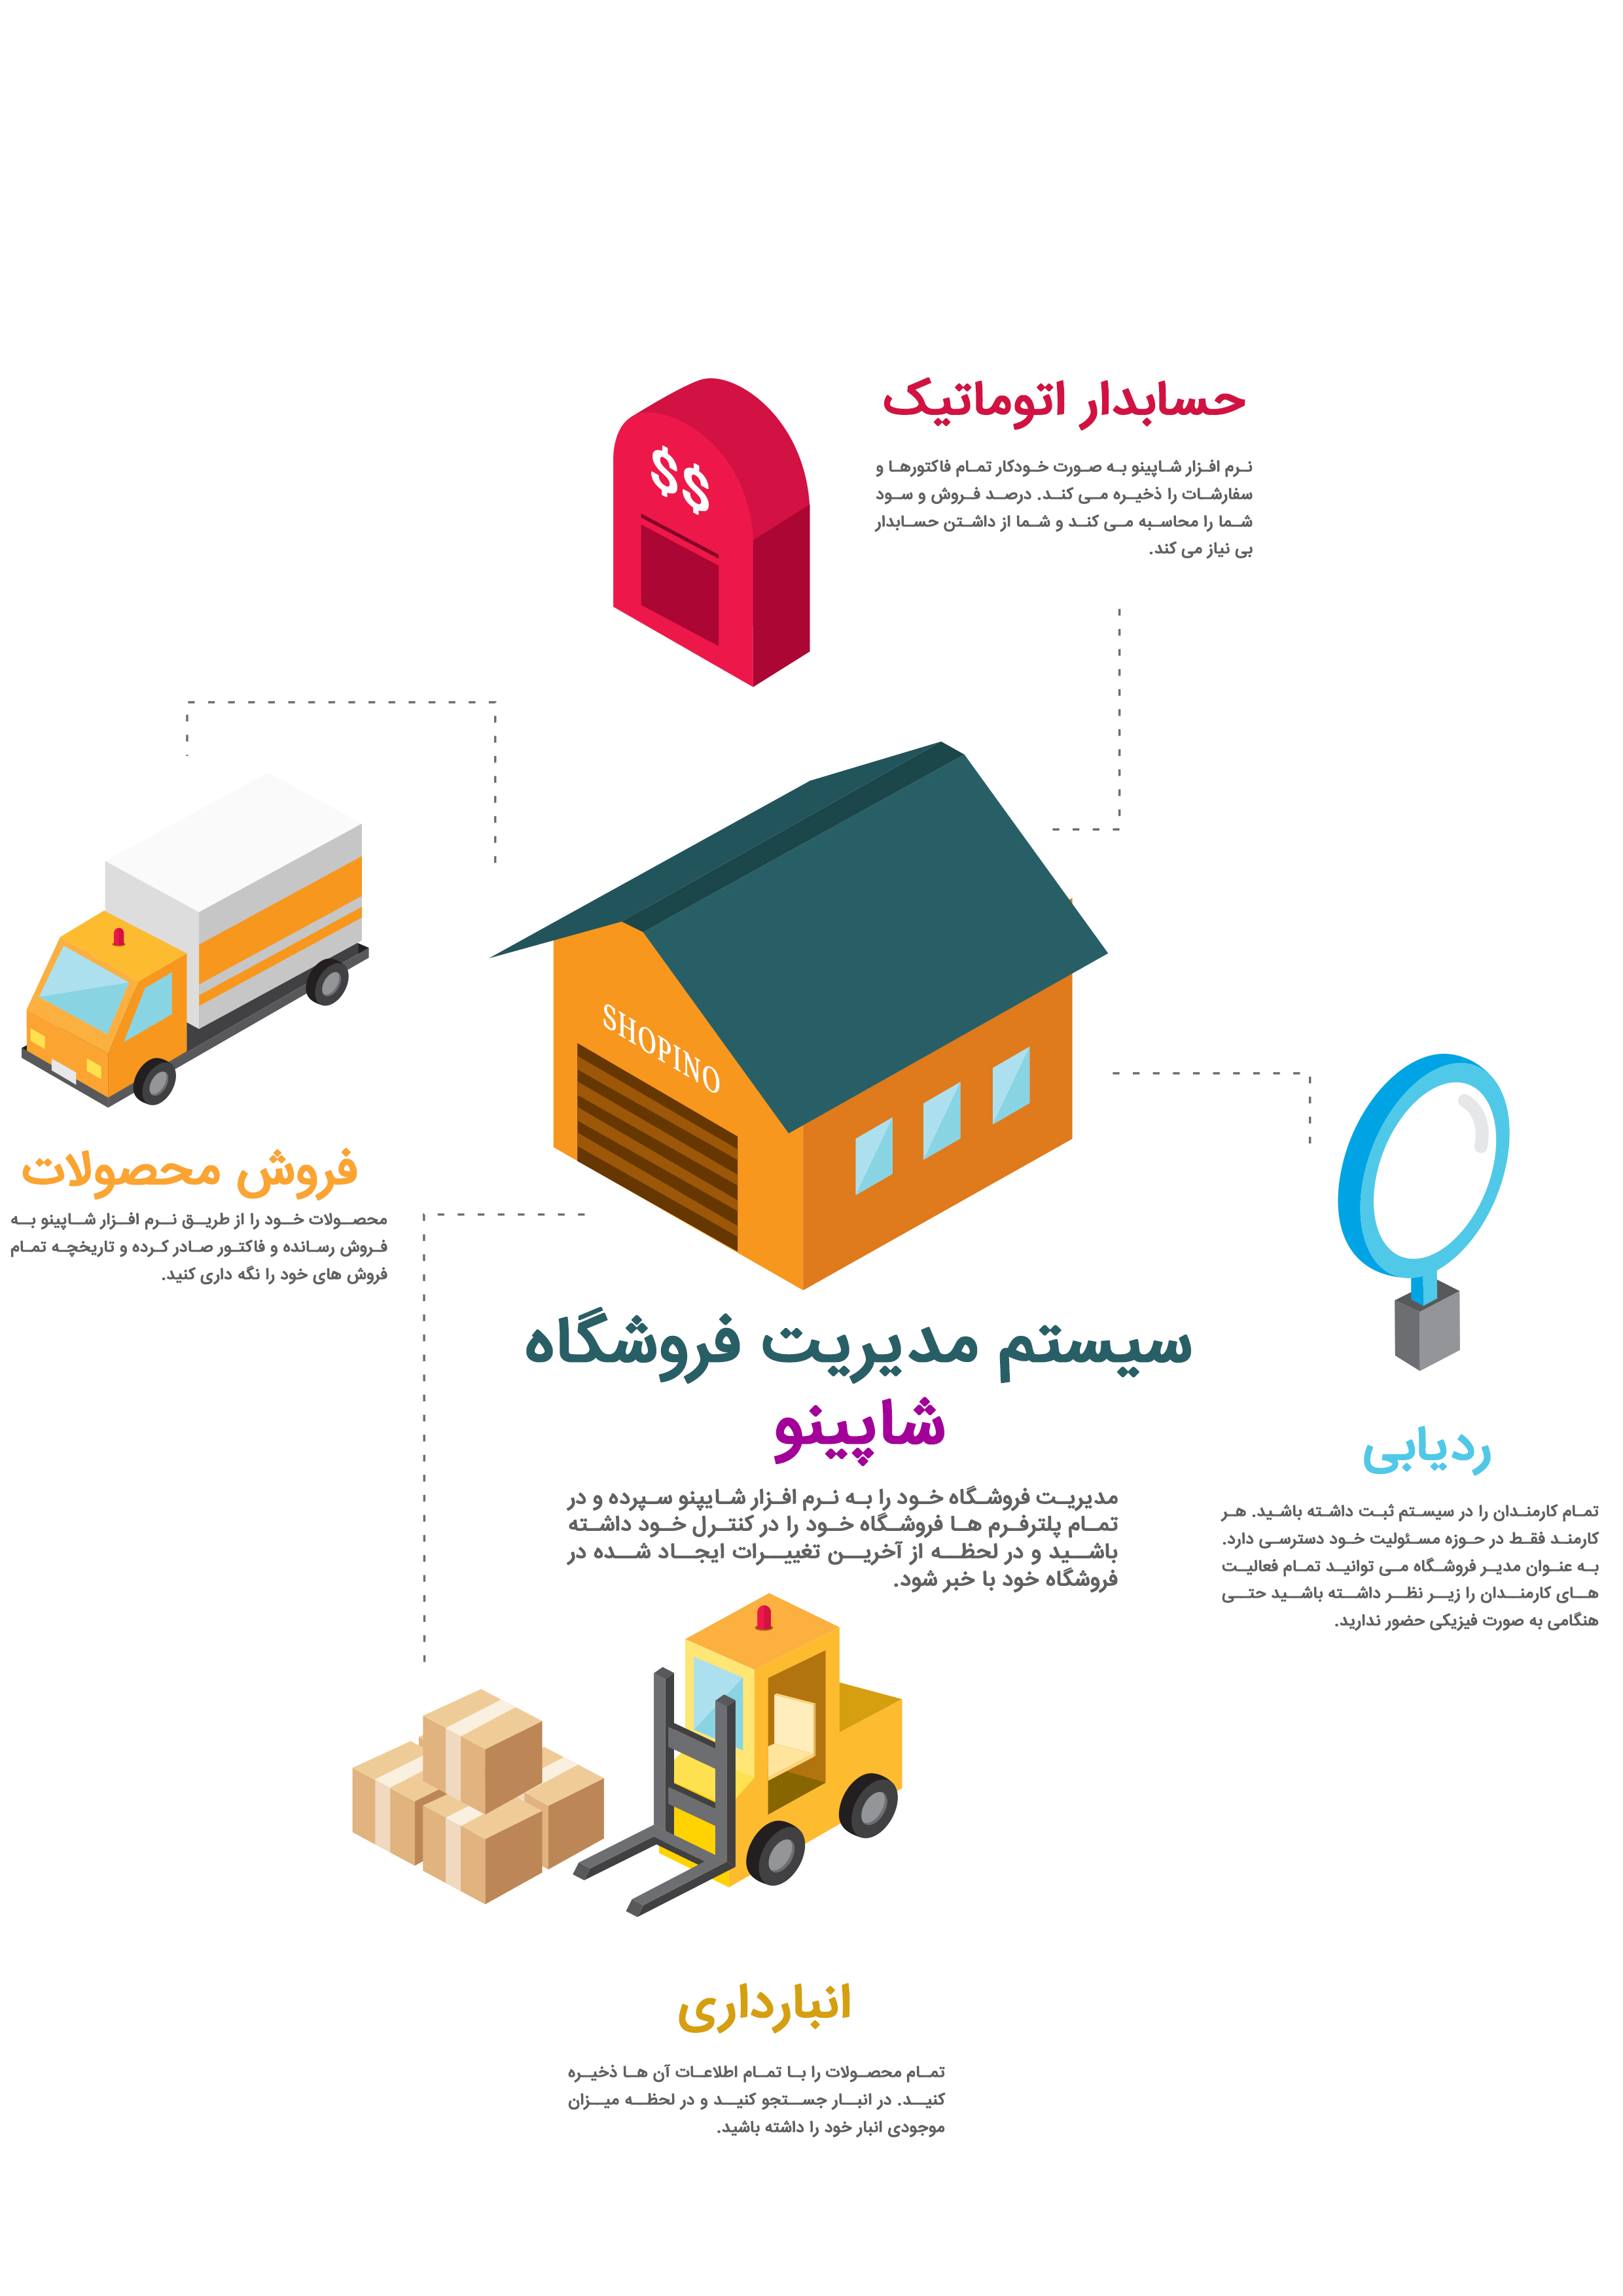 حسابدار اتوماتیک
نرم افزار شاپینو به صورت خودکار تمام فاکتورها و
سفارشات را ذخیره می کند. درصد فروش و سود
شما را محاسبه می کند و شما از داشتن حسابدار
بی نیاز می کند.
$$
SHOPINO
فروش محصولات
محصولات خود را از طریق نرم افزار شاپینو به
فروش رسانده و فاکتور صادر کرده و تاریخچه تمام
فروش های خود را نگه داری کنید.
سیستم مدیریت فروشگاه
شاپینو
مدیریت فروشگاه خود را به نرم افزار شایپنو سپرده و در
تمام پلترفرم ها فروشگاه خود را در کنترل خود داشته
باشید و در لحظه از آخرین تغییرات ایجاد شده در
فروشگاه خود با خبر شود.
ردیابی
تمام کارمندان را در سیستم ثبت داشته باشید. هر
کارمند فقط در حوزه مسئولیت خود دسترسی دارد.
به عنوان مدیر فروشگاه می توانید تمام فعالیت
های کارمندان را زیر نظر داشته باشید حتی
هنگامی به صورت فیزیکی حضور ندارید.
انبارداری
تمام محصولات را با تمام اطلاعات آن ها ذخیره
کنید. در انبار جستجو کنید و در لحظه میزان
موجودی انبار خود را داشته باشید.